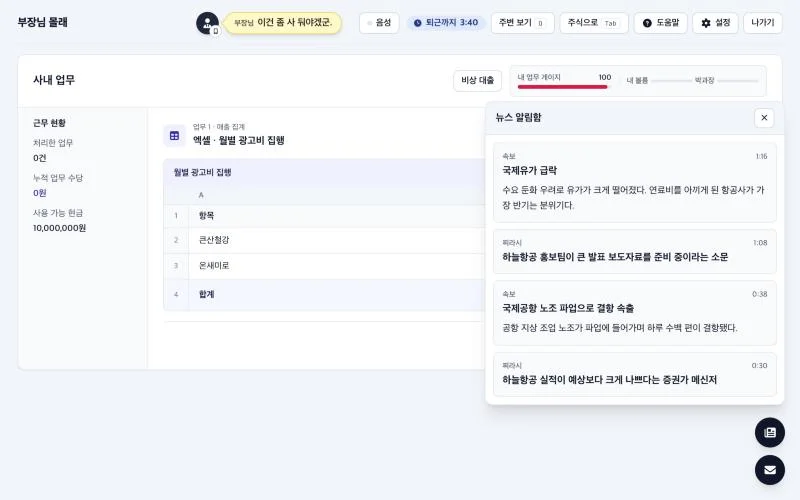 부장님 몰래
부장님 이건 좀 사 둬야겠군.
음성
퇴근까지 3:40
주변 보기 Q
주식으로 Tab
도움말
설정
나가기
사내 업무
비상 대출
내 업무 게이지 100
내 볼륨
박과장
근무 현황
처리한 업무
0건
누적 업무 수당
0원
사용 가능 현금
10,000,000원
업무 1 · 매출 집계
엑셀 · 월별 광고비 집행
월별 광고비 집행
A
1 항목
2 큰산철강
3 온새미로
4 합계
뉴스 알림함
속보 1:16
국제유가 급락
수요 둔화 우려로 유가가 크게 떨어졌다. 연료비를 아끼게 된 항공사가 가
장 반기는 분위기다.
찌라시 1:08
하늘항공 홍보팀이 큰 발표 보도자료를 준비 중이라는 소문
속보 0:38
국제공항 노조 파업으로 결항 속출
공항 지상 조업 노조가 파업에 들어가며 하루 수백 편이 결항됐다.
찌라시 0:30
하늘항공 실적이 예상보다 크게 나쁘다는 증권가 메신저